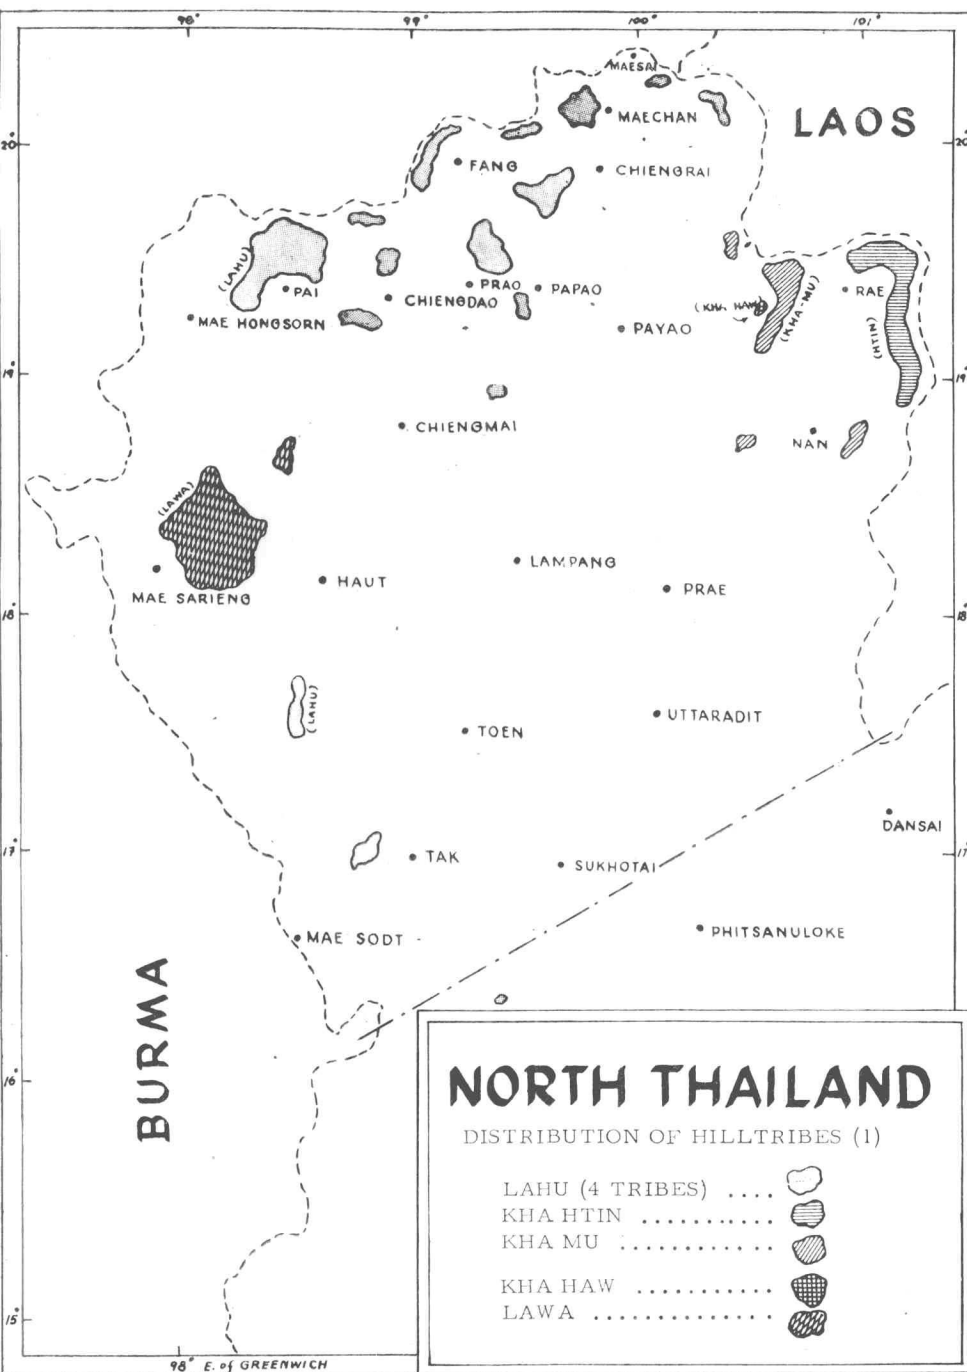 98° 99° 100° 101°
MAESAI
LAOS
MAECHAN
20° 20°
FANG
CHIENGRAI
(LAHU)
PAI
PRAO
PAPAO
RAE
CHIENGDAO
(KHA HAW)
(KHA-MU)
(HTIN)
MAE HONGSORN
PAYAO
19° 19°
CHIENGMAI
NAN
(LAWA)
LAMPANG
HAUT
PRAE
MAE SARIENG
18° 18°
(LAHU)
UTTARADIT
TOEN
DANSAI
17° 17°
TAK
SUKHOTAI
PHITSANULOKE
MAE SODT
BURMA
16°
NORTH THAILAND
DISTRIBUTION OF HILLTRIBES (1)
LAHU (4 TRIBES) ....
KHA HTIN ...........
KHA MU ............
KHA HAW ...........
LAWA ..............
15°
98° E. of GREENWICH